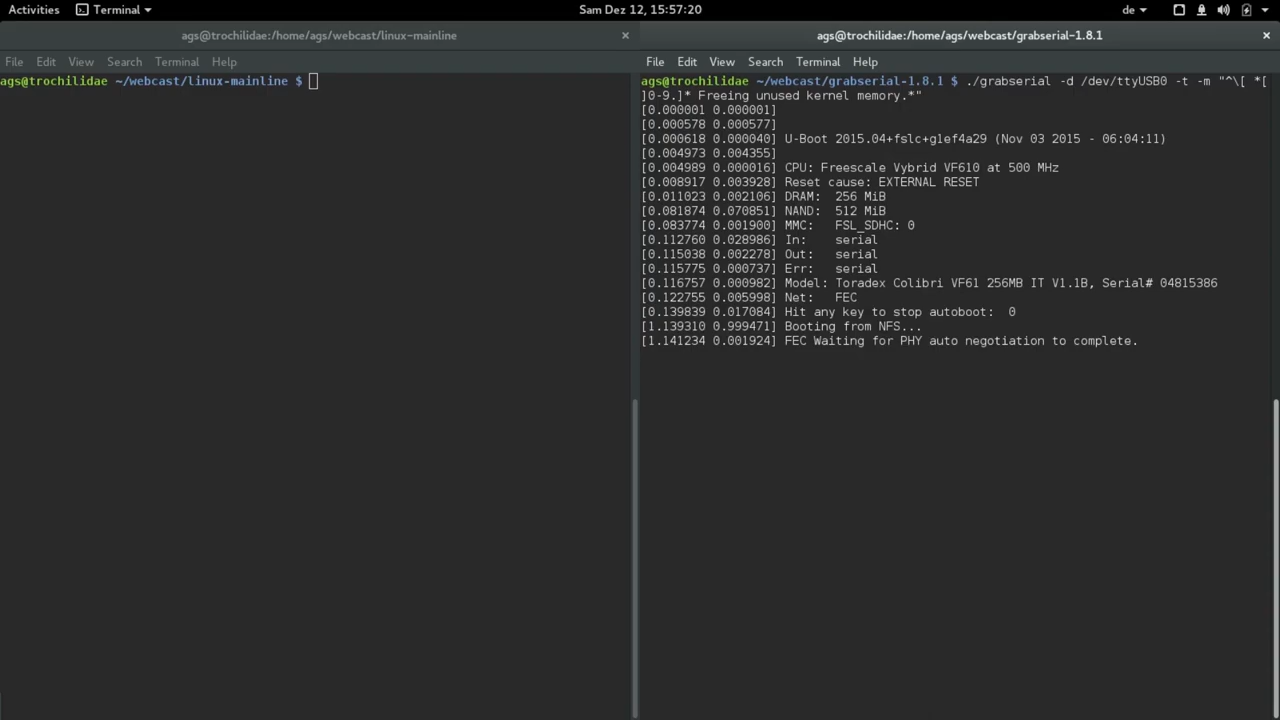 Activities Terminal Sam Dez 12, 15:57:20 de
ags@trochilidae:/home/ags/webcast/linux-mainline ×
File Edit View Search Terminal Help
ags@trochilidae ~/webcast/linux-mainline $
ags@trochilidae:/home/ags/webcast/grabserial-1.8.1 ×
File Edit View Search Terminal Help
ags@trochilidae ~/webcast/grabserial-1.8.1 $ ./grabserial -d /dev/ttyUSB0 -t -m "^\[ *[
]0-9.]* Freeing unused kernel memory.*"
[0.000001 0.000001]
[0.000578 0.000577]
[0.000618 0.000040] U-Boot 2015.04+fslc+g1ef4a29 (Nov 03 2015 - 06:04:11)
[0.004973 0.004355]
[0.004989 0.000016] CPU: Freescale Vybrid VF610 at 500 MHz
[0.008917 0.003928] Reset cause: EXTERNAL RESET
[0.011023 0.002106] DRAM:  256 MiB
[0.081874 0.070851] NAND:  512 MiB
[0.083774 0.001900] MMC:   FSL_SDHC: 0
[0.112760 0.028986] In:    serial
[0.115038 0.002278] Out:   serial
[0.115775 0.000737] Err:   serial
[0.116757 0.000982] Model: Toradex Colibri VF61 256MB IT V1.1B, Serial# 04815386
[0.122755 0.005998] Net:   FEC
[0.139839 0.017084] Hit any key to stop autoboot:  0
[1.139310 0.999471] Booting from NFS...
[1.141234 0.001924] FEC Waiting for PHY auto negotiation to complete.